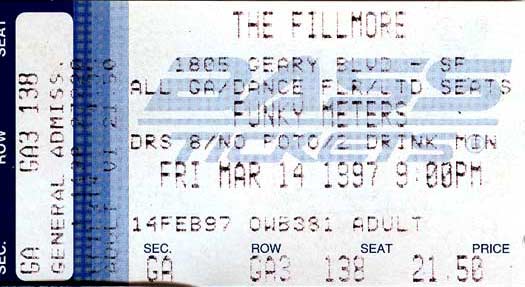 THE FILLMORE
1805 GEARY BLVD - SF
ALL GA/DANCE FLR/LTD SEATS
FUNKY METERS
DRS 8/NO FOTO/2 DRINK MIN
FRI MAR 14 1997 9:00PM
14FEB97 OWB381 ADULT
SEC. ROW SEAT PRICE
GA GA3 138 21.50
BASS
TICKETS
SEAT
138
ROW
GA3
SEC.
GA
GENERAL ADMISS.